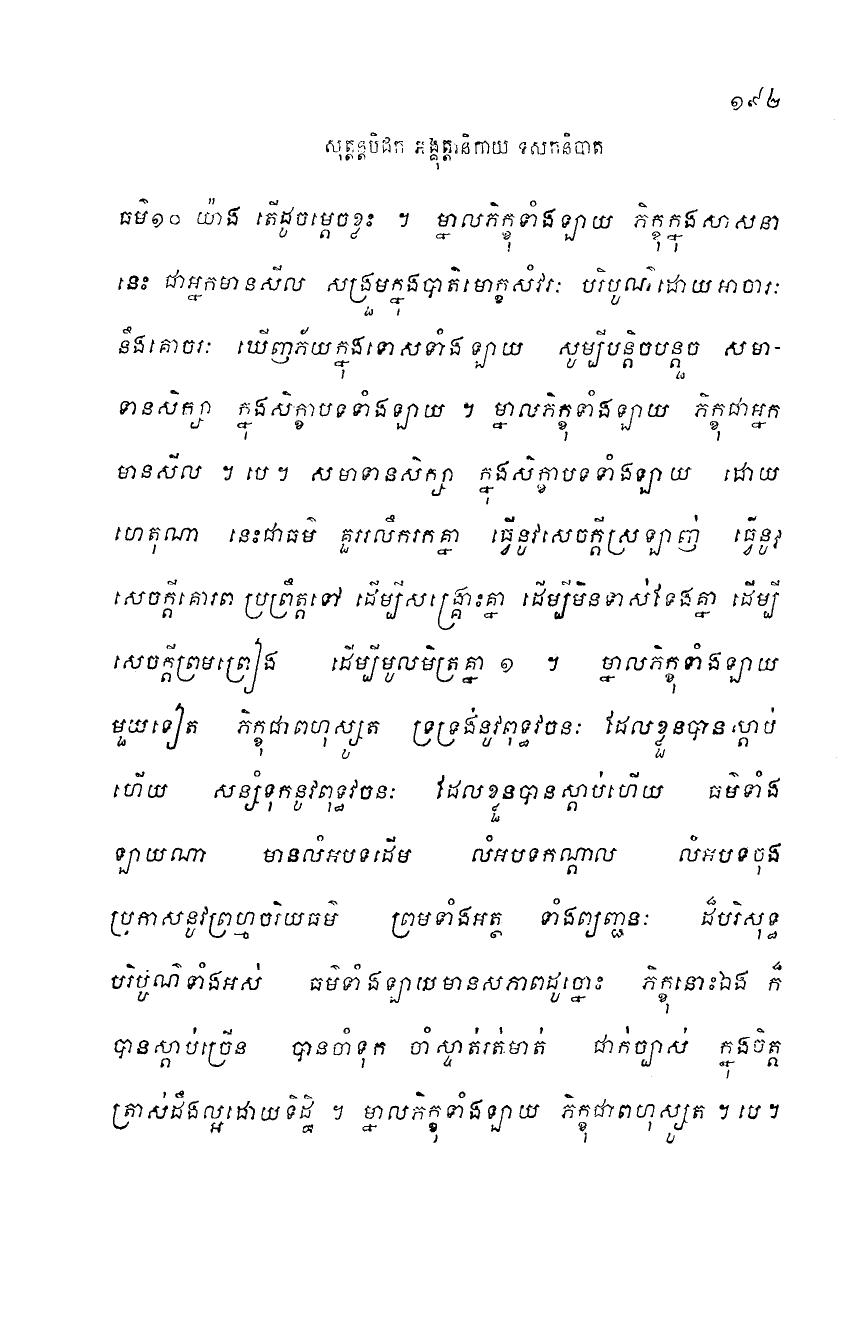 ១៩២
សុត្តន្តបិដក អង្គុត្តរនិកាយ ទសកនិបាត
ធម៌១០ យ៉ាង តើដូចម្តេចខ្លះ ។ ម្នាលភិក្ខុទាំងឡាយ ភិក្ខុក្នុងសាសនា
នេះ ជាអ្នកមានសីល សង្រួមក្នុងបាតិមោក្ខសំវរៈ បរិបូណ៌ដោយអាចារៈ
នឹងគោចរៈ ឃើញភ័យក្នុងទោសទាំងឡាយ សូម្បីបន្តិចបន្តួច សមា-
ទានសិក្សា ក្នុងសិក្ខាបទទាំងឡាយ ។ ម្នាលភិក្ខុទាំងឡាយ ភិក្ខុជាអ្នក
មានសីល ។ បេ ។ សមាទានសិក្សា ក្នុងសិក្ខាបទទាំងឡាយ ដោយ
ហេតុណា នេះជាធម៌ គួររលឹករកគ្នា ធ្វើនូវសេចក្តីស្រឡាញ់ ធ្វើនូវ
សេចក្តីគោរព ប្រព្រឹត្តទៅ ដើម្បីសង្គ្រោះគ្នា ដើម្បីមិនទាស់ទែងគ្នា ដើម្បី
សេចក្តីព្រមព្រៀង ដើម្បីមូលមិត្រគ្នា ១ ។ ម្នាលភិក្ខុទាំងឡាយ
មួយទៀត ភិក្ខុជាពហុស្សូត ទ្រទ្រង់នូវពុទ្ធវចនៈ ដែលខ្លួនបានស្តាប់
ហើយ សន្សំទុកនូវពុទ្ធវចនៈ ដែលខ្លួនបានស្តាប់ហើយ ធម៌ទាំង
ឡាយណា មានលំអបទដើម លំអបទកណ្តាល លំអបទចុង
ប្រកាសនូវព្រហ្មចរិយធម៌ ព្រមទាំងអត្ថ ទាំងព្យញ្ជនៈ ដ៏បរិសុទ្ធ
បរិបូណ៌ទាំងអស់ ធម៌ទាំងឡាយមានសភាពដូច្នោះ ភិក្ខុនោះឯង ក៏
បានស្តាប់ច្រើន បានចាំទុក ចាំស្ទាត់រត់មាត់ ជាក់ច្បាស់ ក្នុងចិត្ត
ត្រាស់ដឹងល្អដោយទិដ្ឋិ ។ ម្នាលភិក្ខុទាំងឡាយ ភិក្ខុជាពហុស្សូត ។ បេ ។